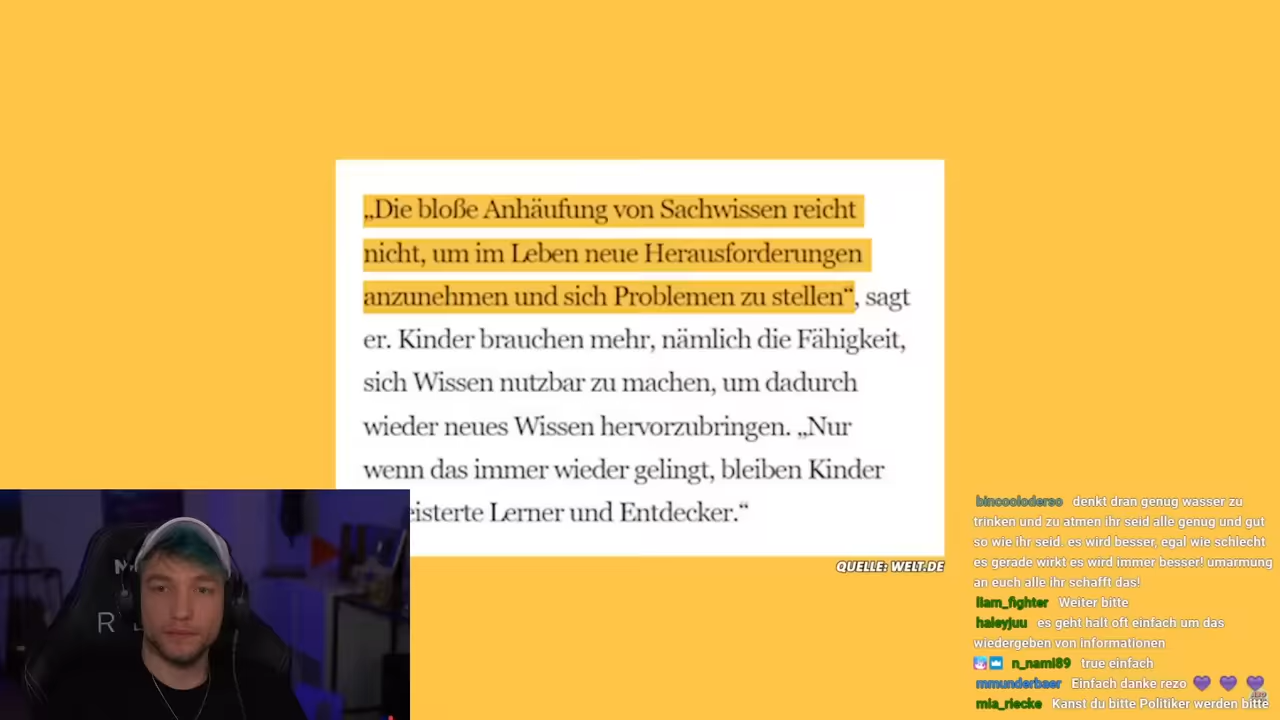 „Die bloße Anhäufung von Sachwissen reicht
nicht, um im Leben neue Herausforderungen
anzunehmen und sich Problemen zu stellen“, sagt
er. Kinder brauchen mehr, nämlich die Fähigkeit,
sich Wissen nutzbar zu machen, um dadurch
wieder neues Wissen hervorzubringen. „Nur
wenn das immer wieder gelingt, bleiben Kinder
eisterte Lerner und Entdecker.“
QUELLE: WELT.DE
R
bincooloderso denkt dran genug wasser zu
trinken und zu atmen ihr seid alle genug und gut
so wie ihr seid. es wird besser, egal wie schlecht
es gerade wirkt es wird immer besser! umarmung
an euch alle ihr schafft das!
liam_fighter Weiter bitte
haleyjuu es geht halt oft einfach um das
wiedergeben von informationen
n_nami89 true einfach
mmunderbaer Einfach danke rezo 💜 💜 💜
mia_riecke Kanst du bitte Politiker werden bitte